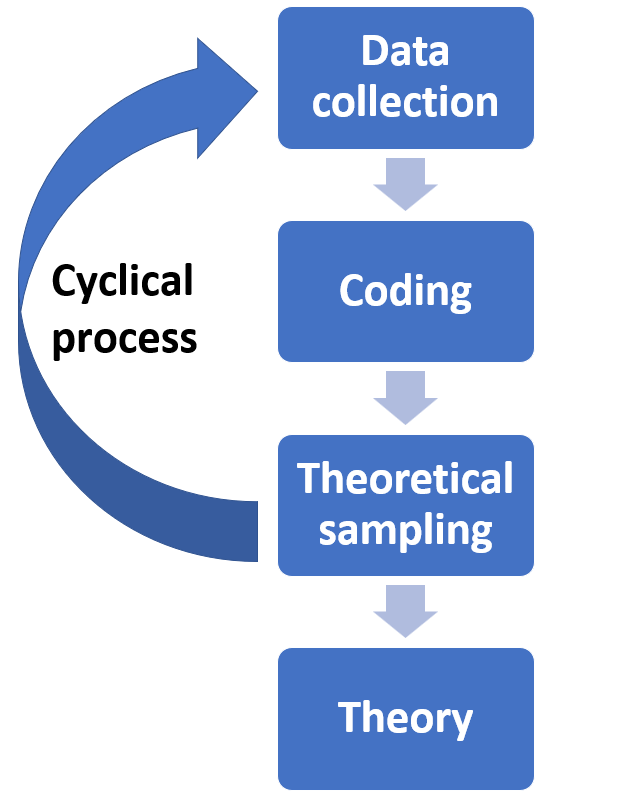 Data
collection
Coding
Cyclical
process
Theoretical
sampling
Theory